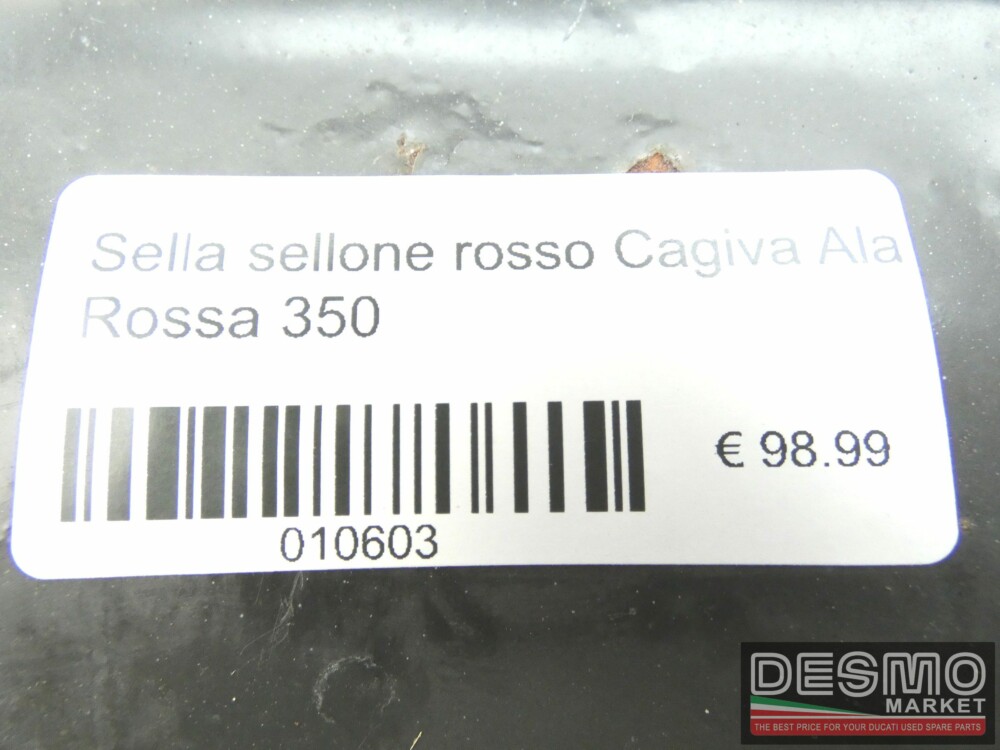 Sella sellone rosso Cagiva Ala
Rossa 350
€ 98.99
010603
DESMO
MARKET
THE BEST PRICE FOR YOUR DUCATI USED SPARE PARTS